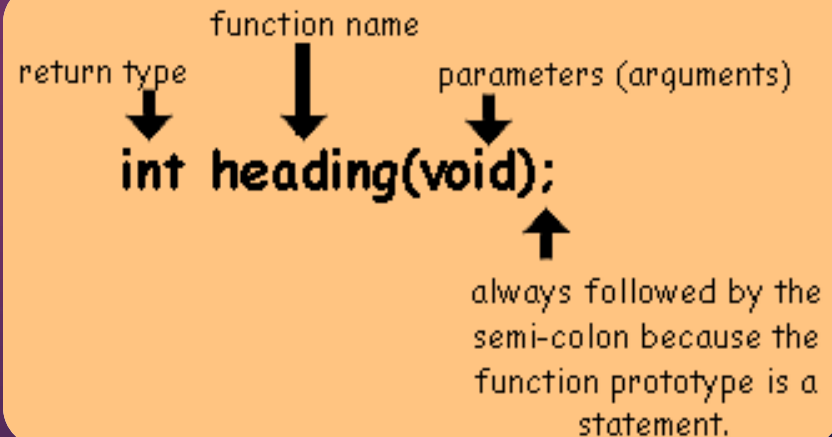 function name
return type
parameters (arguments)
int heading(void);
always followed by the
semi-colon because the
function prototype is a
statement.